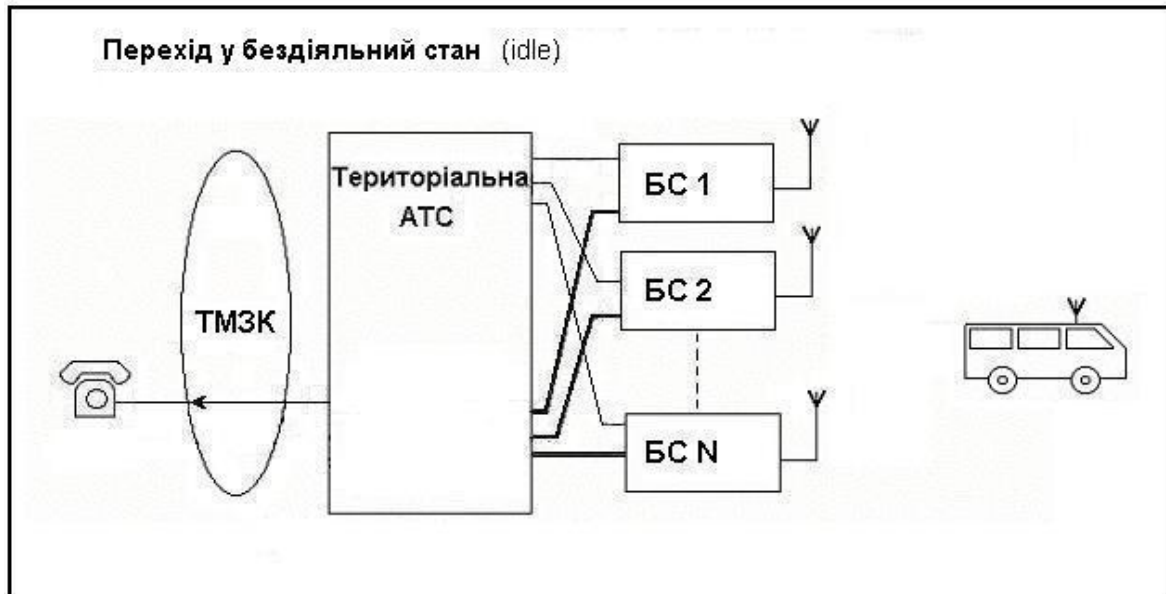 Перехід у бездіяльний стан (idle)
Територіальна
АТС
БС 1
БС 2
ТМЗК
БС N